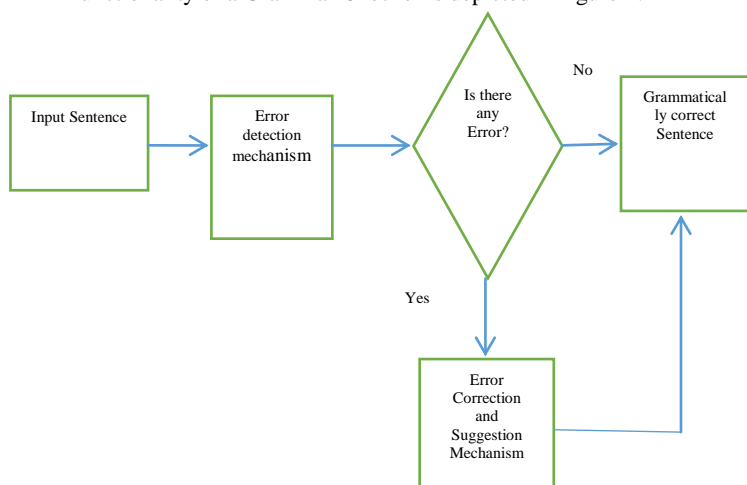 Input Sentence
Error
detection
mechanism
Is there
any
Error?
No
Grammatical
ly correct
Sentence
Yes
Error
Correction
and
Suggestion
Mechanism